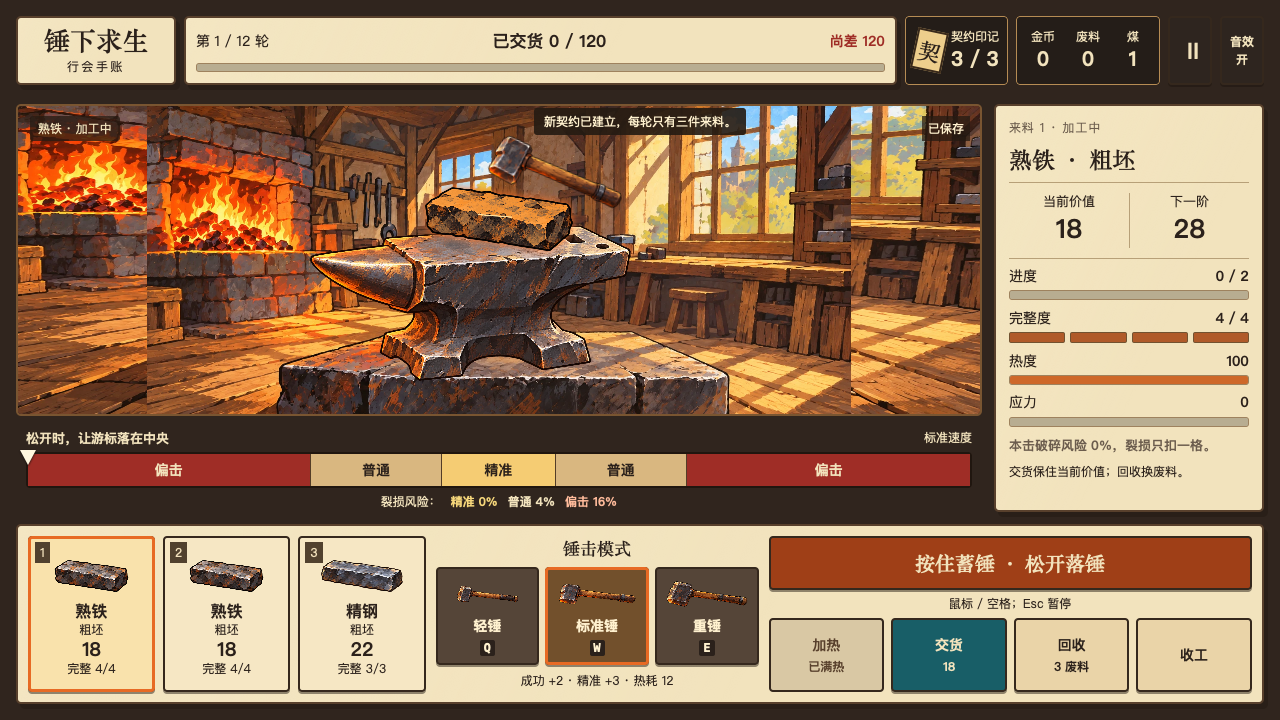 锤下求生
行会手账
第 1 / 12 轮
已交货 0 / 120
尚差 120
契
契约印记
3 / 3
金币
废料
煤
0
0
1
II
音效
开
熟铁 · 加工中
新契约已建立，每轮只有三件来料。
已保存
来料 1 · 加工中
熟铁 · 粗坯
当前价值
下一阶
18
28
进度
0 / 2
完整度
4 / 4
热度
100
应力
0
本击破碎风险 0%，裂损只扣一格。
交货保住当前价值；回收换废料。
松开时，让游标落在中央
标准速度
偏击
普通
精准
普通
偏击
裂损风险：
精准 0%
普通 4%
偏击 16%
1
熟铁
粗坯
18
完整 4/4
2
熟铁
粗坯
18
完整 4/4
3
精钢
粗坯
22
完整 3/3
锤击模式
轻锤
Q
标准锤
W
重锤
E
成功 +2 · 精准 +3 · 热耗 12
按住蓄锤 · 松开落锤
鼠标 / 空格；Esc 暂停
加热
已满热
交货
18
回收
3 废料
收工